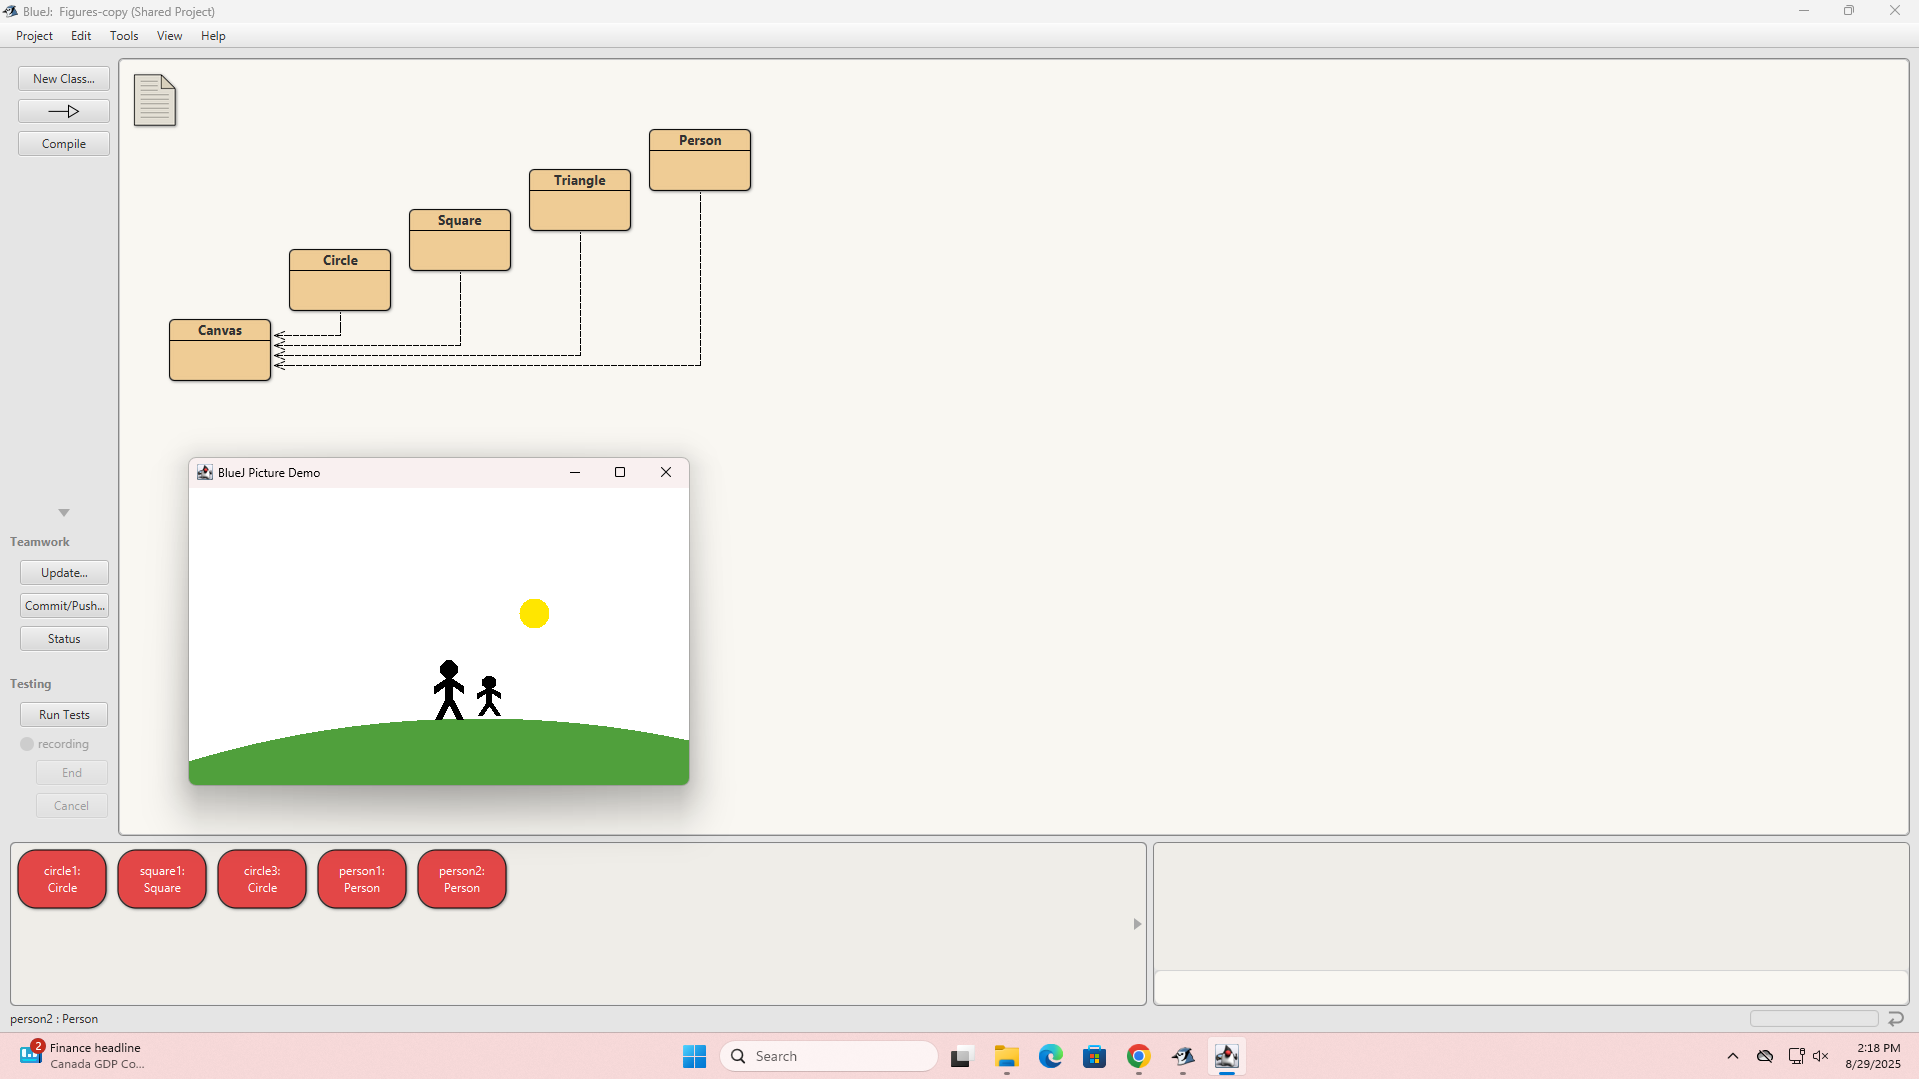 BlueJ: Figures-copy (Shared Project)
Project Edit Tools View Help
New Class...
Compile
Person
Triangle
Square
Circle
Canvas
BlueJ Picture Demo
Teamwork
Update...
Commit/Push...
Status
Testing
Run Tests
recording
End
Cancel
circle1:
Circle
square1:
Square
circle3:
Circle
person1:
Person
person2:
Person
person2 : Person
2
Finance headline
Canada GDP Co...
Search
2:18 PM
8/29/2025